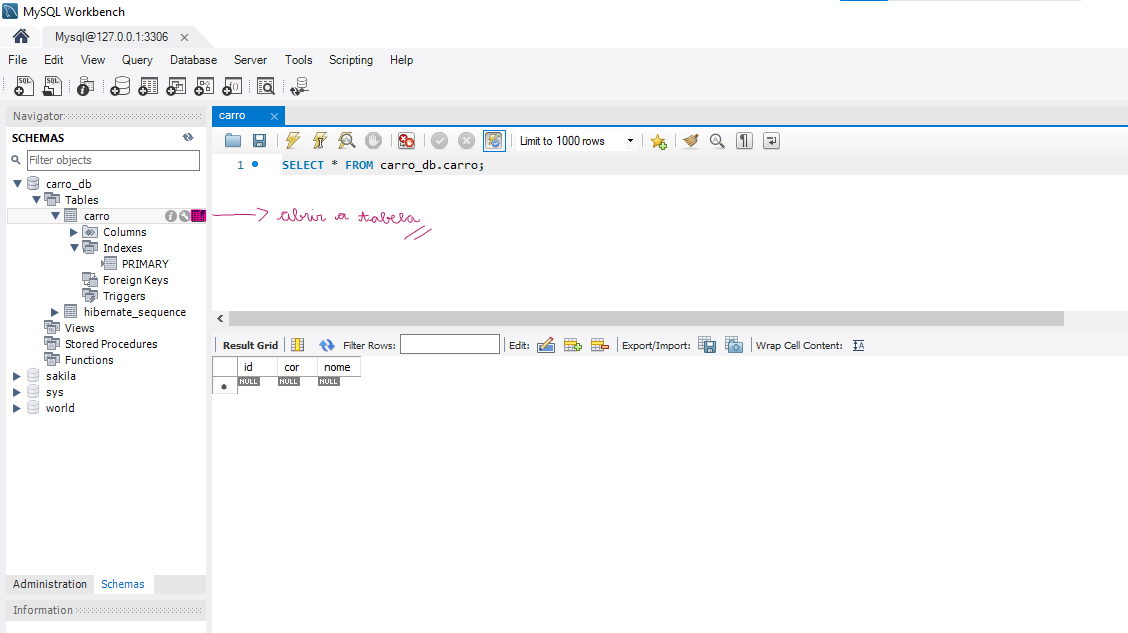 MySQL Workbench
Mysql@127.0.0.1:3306
File Edit View Query Database Server Tools Scripting Help
Navigator
SCHEMAS
Filter objects
carro_db
Tables
carro
Columns
Indexes
PRIMARY
Foreign Keys
Triggers
hibernate_sequence
Views
Stored Procedures
Functions
sakila
sys
world
Administration Schemas
Information
carro
Limit to 1000 rows
1 SELECT * FROM carro_db.carro;
abrir a tabela
Result Grid Filter Rows: Edit: Export/Import: Wrap Cell Content:
id cor nome
NULL NULL NULL